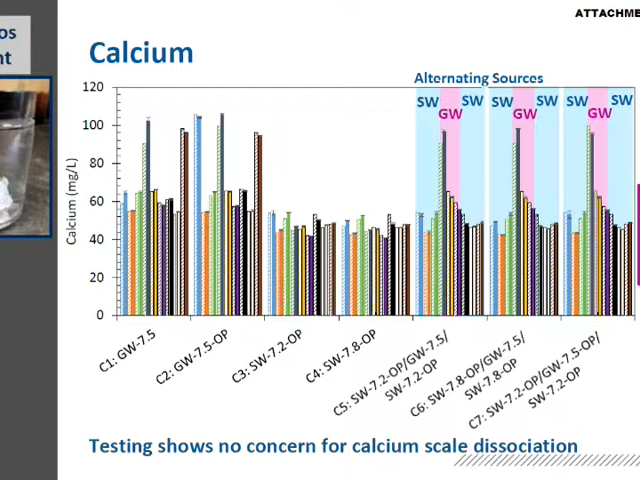 ATTACHME
os
nt
Calcium
Alternating Sources
SW SW SW SW SW SW
GW GW GW
120
100
80
60
40
20
0
Calcium (mg/L)
C1: GW-7.5
C2: GW-7.5-OP
C3: SW-7.2-OP
C4: SW-7.8-OP
C5: SW-7.2-OP/GW-7.5/
SW-7.2-OP
C6: SW-7.8-OP/GW-7.5/
SW-7.8-OP
C7: SW-7.2-OP/GW-7.5-OP/
SW-7.2-OP
Testing shows no concern for calcium scale dissociation